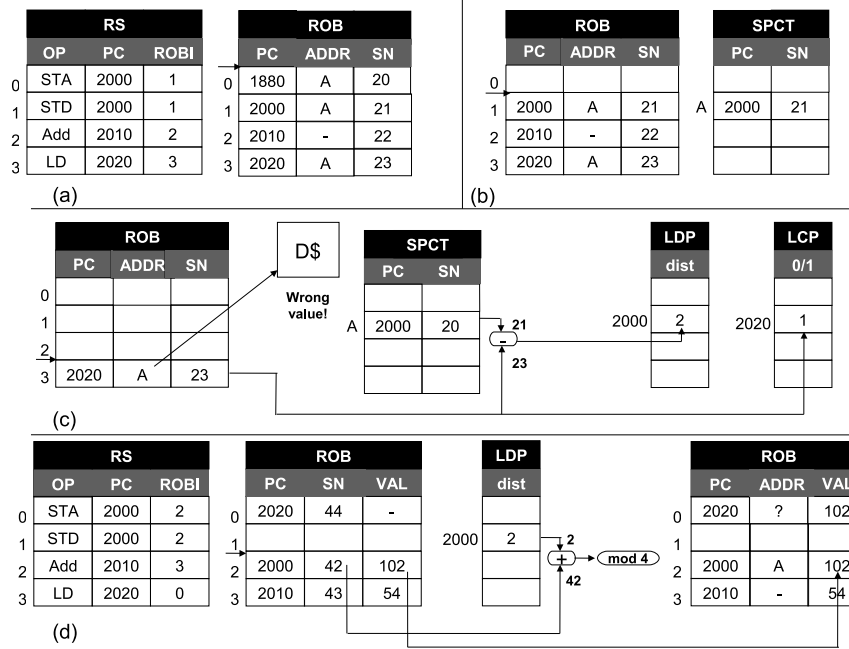 RS
OP PC ROBI
0 STA 2000 1
1 STD 2000 1
2 Add 2010 2
3 LD 2020 3
(a)
ROB
PC ADDR SN
0 1880 A 20
1 2000 A 21
2 2010 - 22
3 2020 A 23
ROB
PC ADDR SN
0
1 2000 A 21
2 2010 - 22
3 2020 A 23
(b)
SPCT
PC SN
A 2000 21
ROB
PC ADDR SN
0
1
2
3 2020 A 23
(c)
D$
Wrong
value!
SPCT
PC SN
A 2000 20
21
-
23
LDP
dist
2000 2
LCP
0/1
2020 1
RS
OP PC ROBI
0 STA 2000 2
1 STD 2000 2
2 Add 2010 3
3 LD 2020 0
(d)
ROB
PC SN VAL
0 2020 44 -
1
2 2000 42 102
3 2010 43 54
LDP
dist
2000 2
2
+
42
mod 4
ROB
PC ADDR VAL
0 2020 ? 102
1
2 2000 A 102
3 2010 - 54